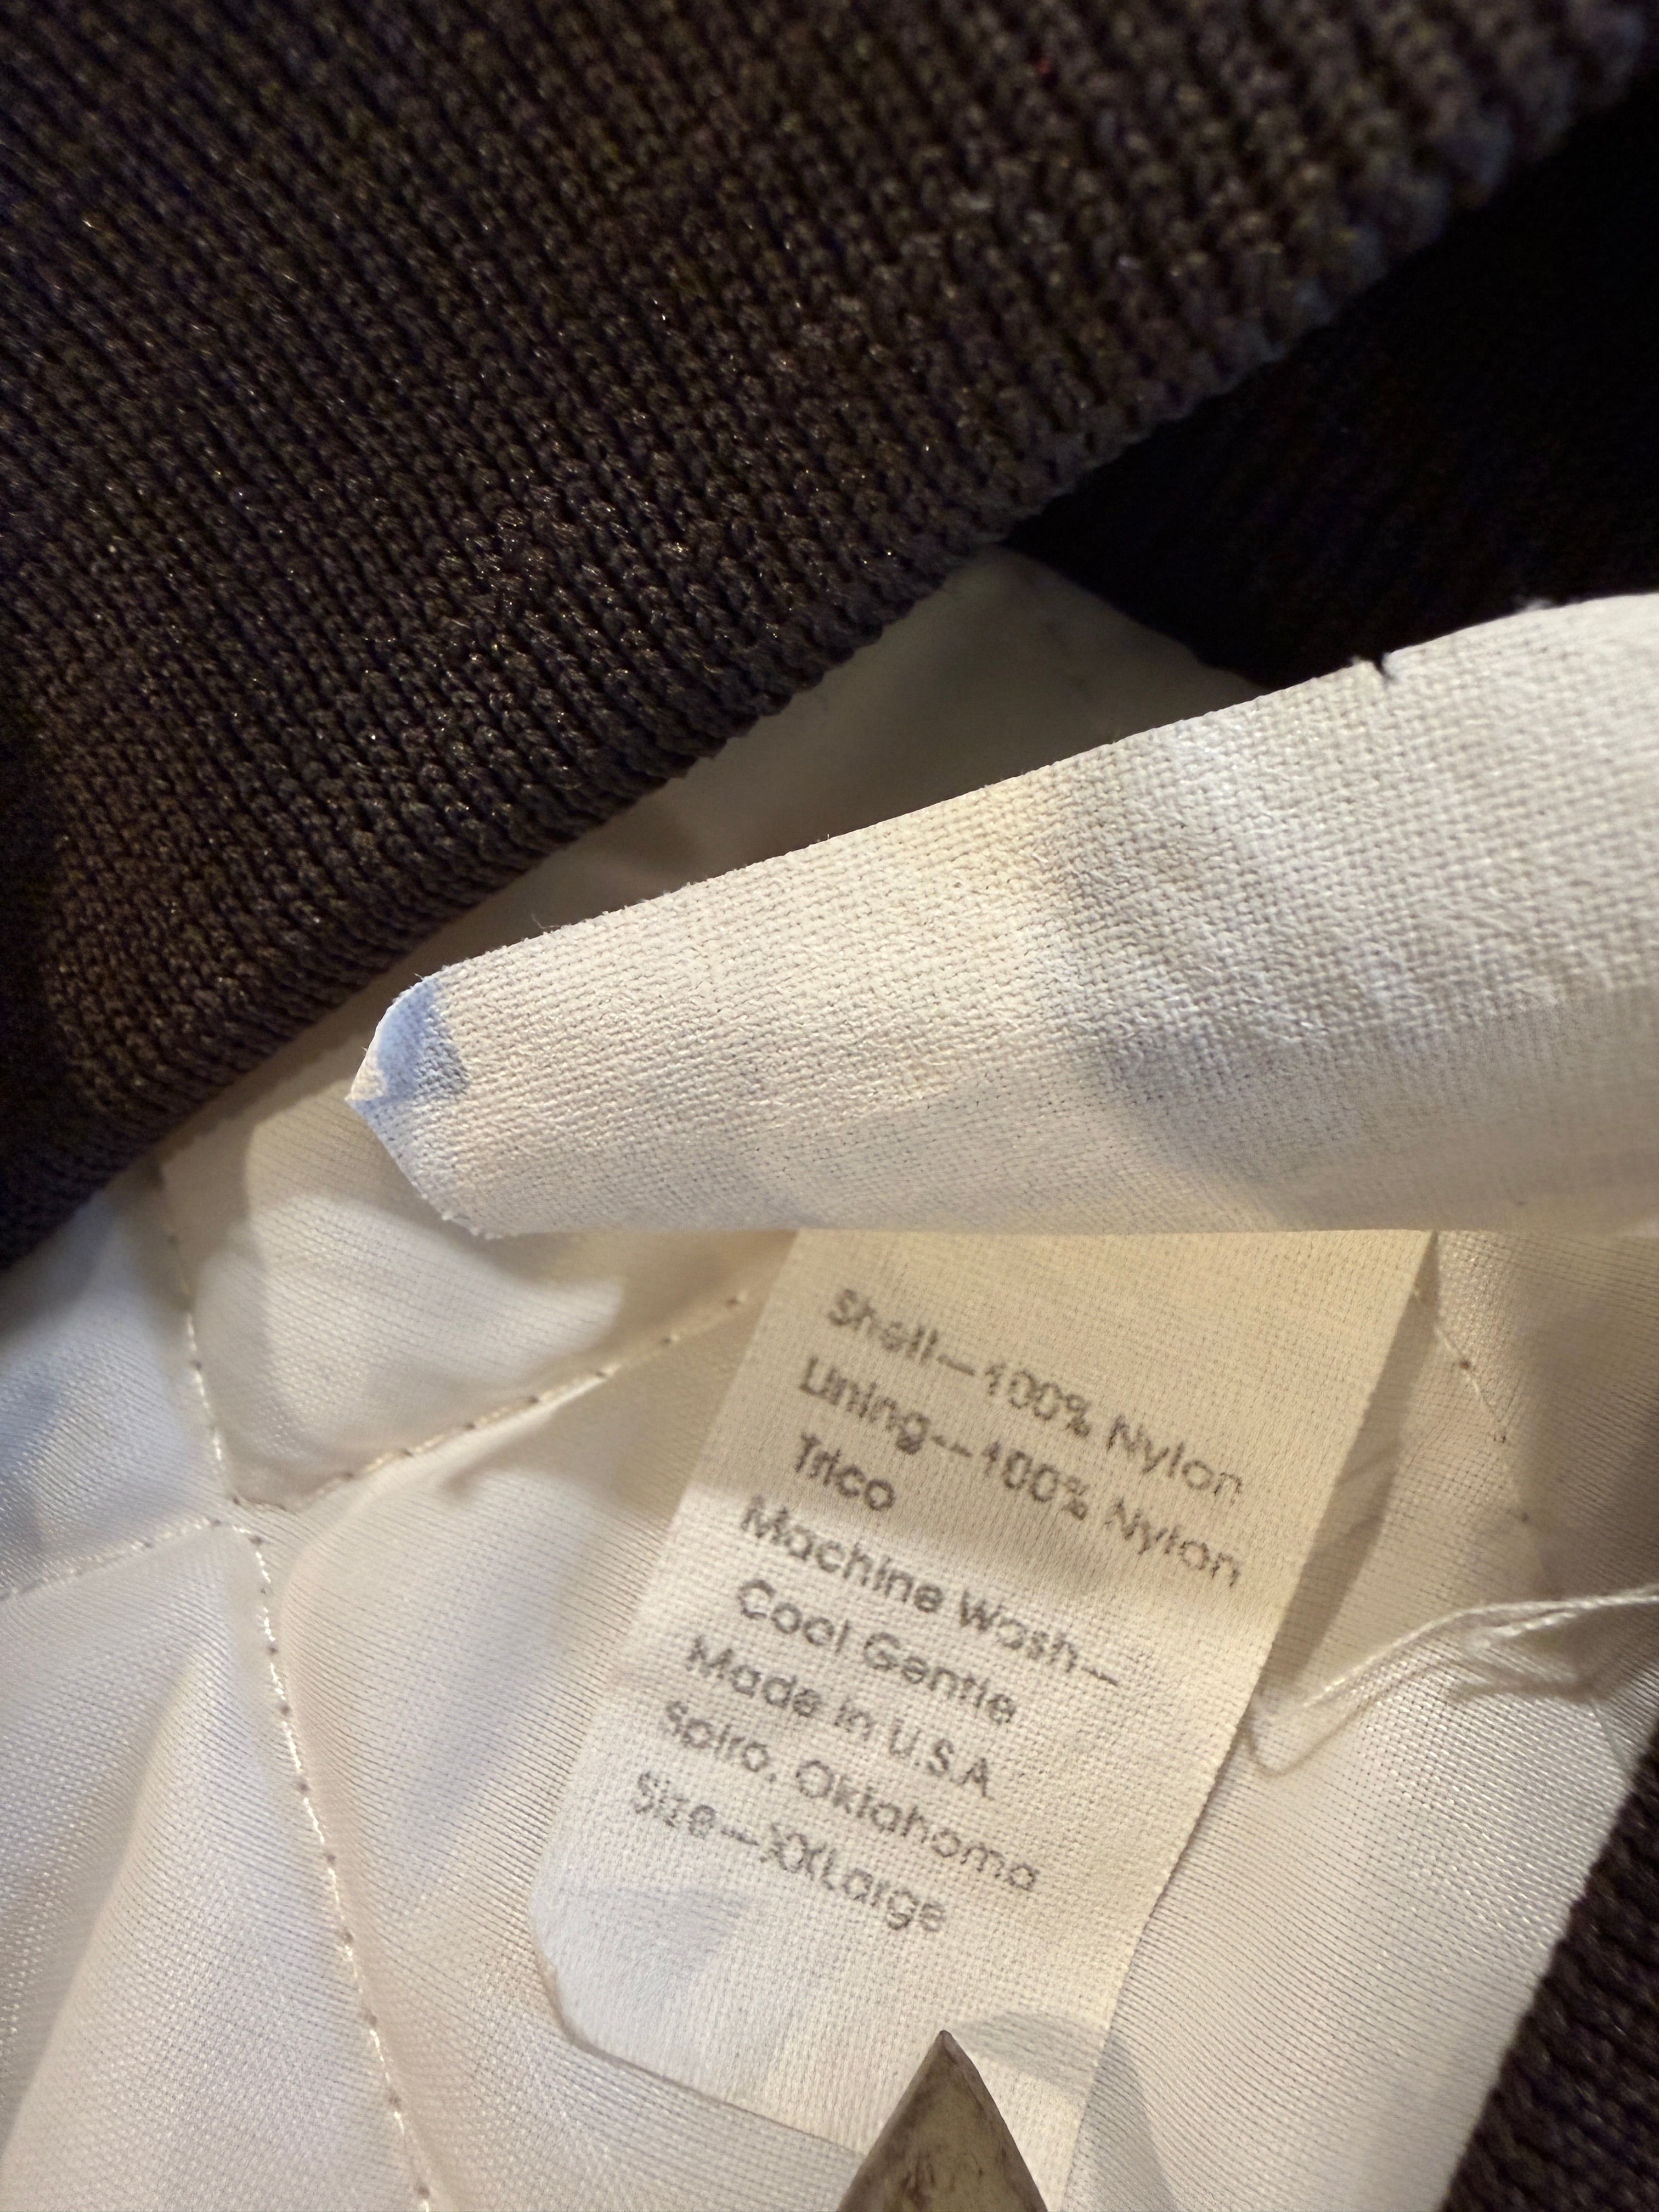 Shell—100% Nylon
Lining--100% Nylon
Trico
Machine Wash—
Cool Gentle
Made in U.S.A.
Spiro, Oklahoma
Size—XXLarge